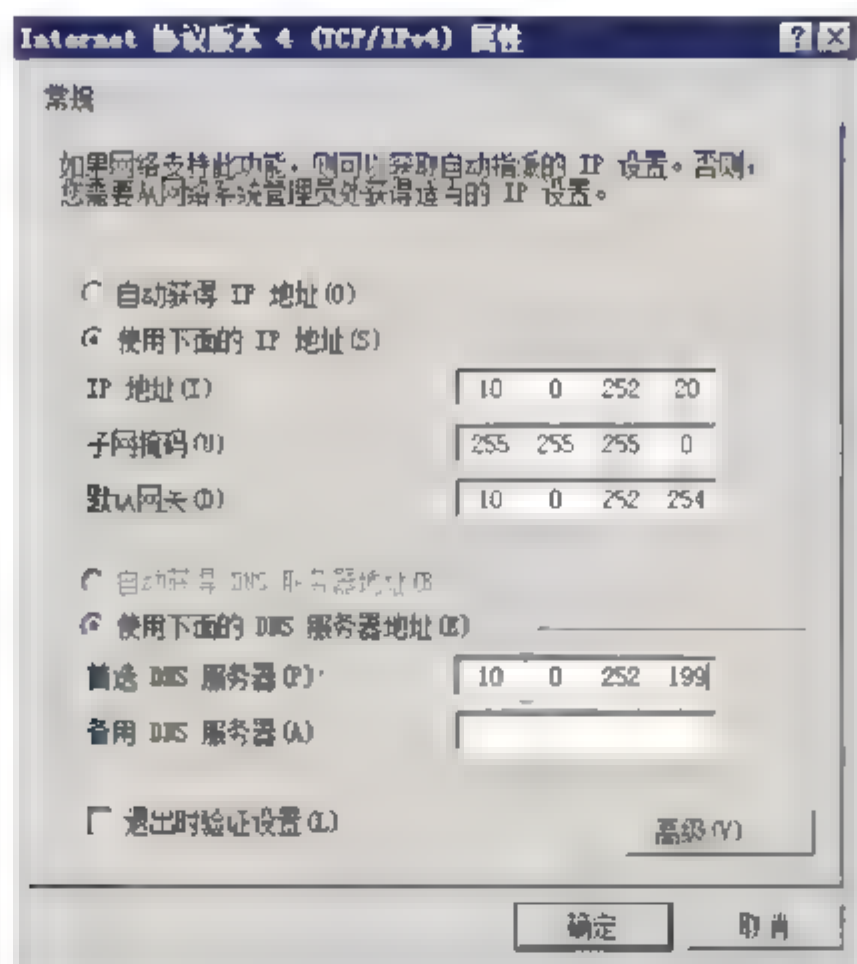 Internet 协议版本 4 (TCP/IPv4) 属性
常规
如果网络支持此功能，则可以获取自动指派的 IP 设置。否则，
您需要从网络系统管理员处获得适当的 IP 设置。
自动获得 IP 地址(O)
使用下面的 IP 地址(S)
IP 地址(I) 10 0 252 20
子网掩码(U) 255 255 255 0
默认网关(D) 10 0 252 254
自动获得 DNS 服务器地址(B
使用下面的 DNS 服务器地址(E)
首选 DNS 服务器(P) 10 0 252 199
备用 DNS 服务器(A)
退出时验证设置(L)
高级(V)
确定 取消